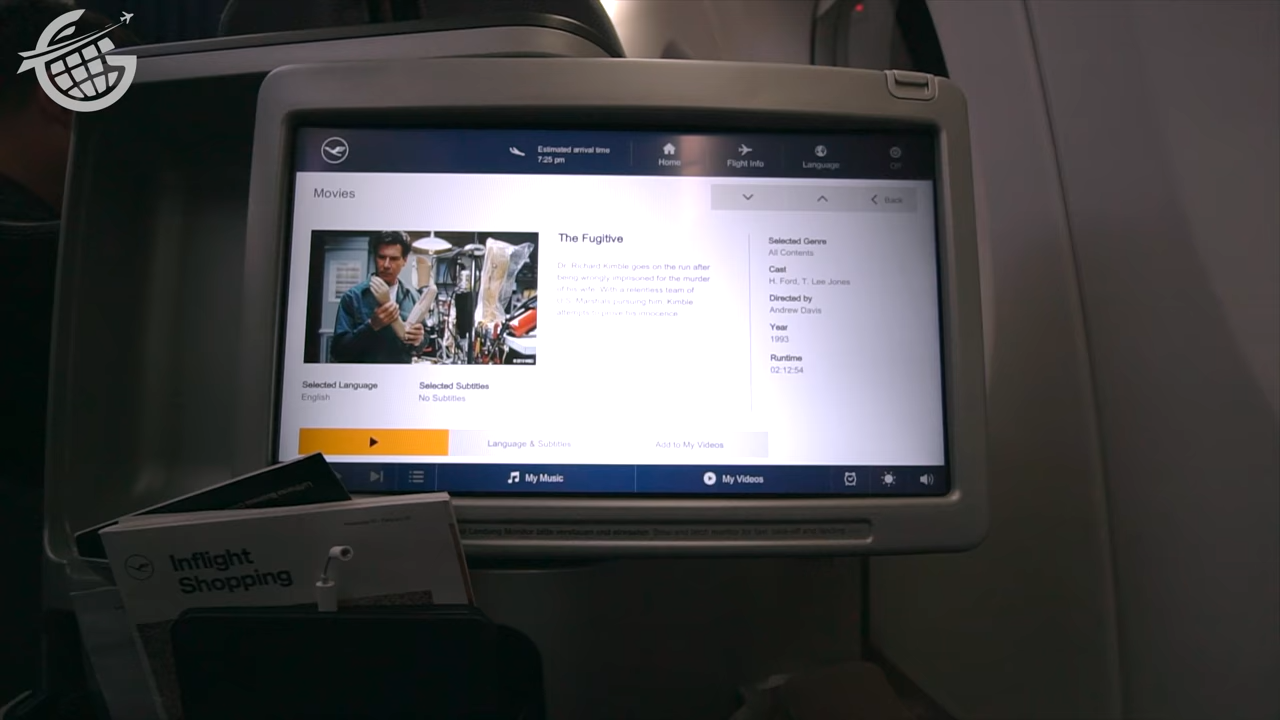 Estimated arrival time
7:25 pm
Home
Flight Info
Language
Off
Movies
Back
The Fugitive
Dr. Richard Kimble goes on the run after
being wrongly imprisoned for the murder
of his wife. With a relentless team of
U.S. Marshals pursuing him, Kimble
attempts to prove his innocence.
Selected Genre
All Contents
Cast
H. Ford, T. Lee Jones
Directed by
Andrew Davis
Year
1993
Runtime
02:12:54
Selected Language
English
Selected Subtitles
No Subtitles
Language & Subtitles
Add to My Videos
My Music
My Videos
Inflight
Shopping